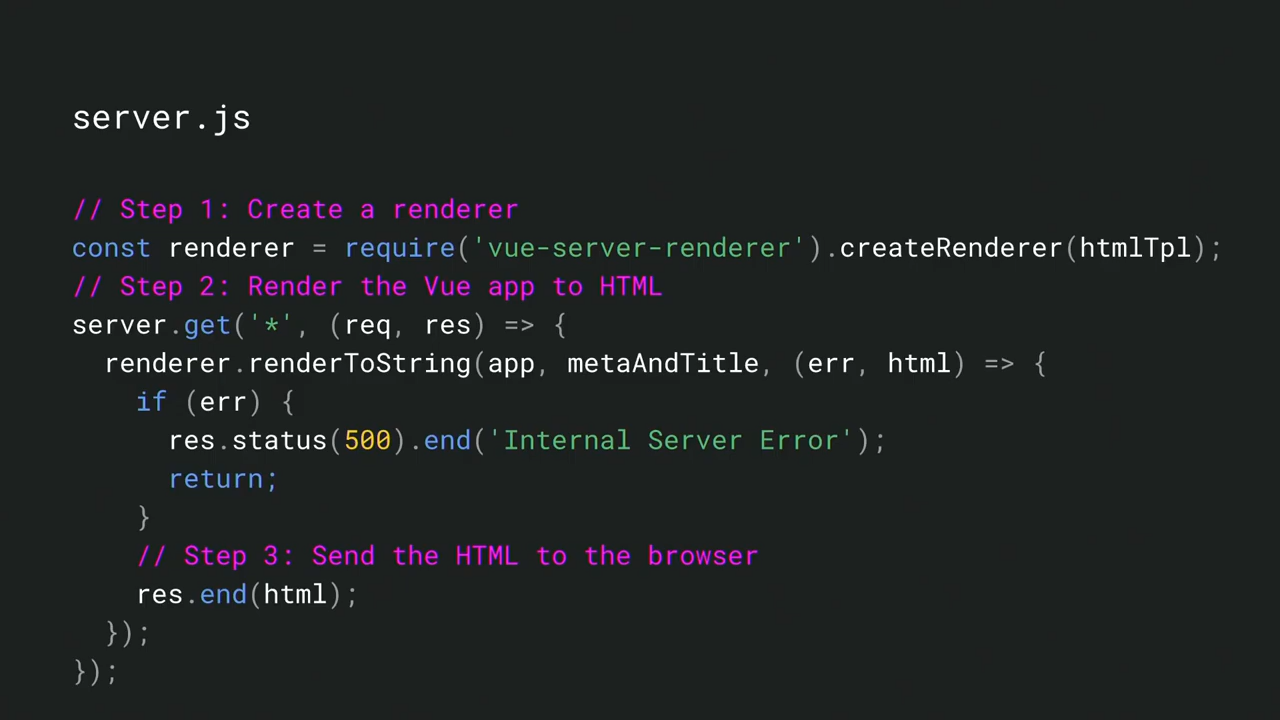 server.js
// Step 1: Create a renderer
const renderer = require('vue-server-renderer').createRenderer(htmlTpl);
// Step 2: Render the Vue app to HTML
server.get('*', (req, res) => {
  renderer.renderToString(app, metaAndTitle, (err, html) => {
    if (err) {
      res.status(500).end('Internal Server Error');
      return;
    }
    // Step 3: Send the HTML to the browser
    res.end(html);
  });
});